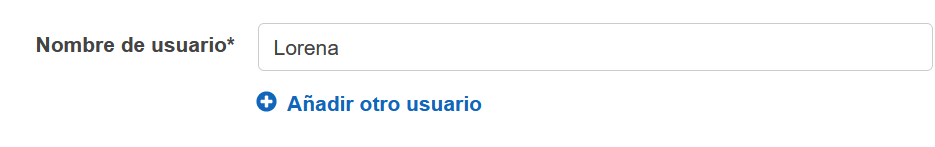 Nombre de usuario* Lorena
Añadir otro usuario